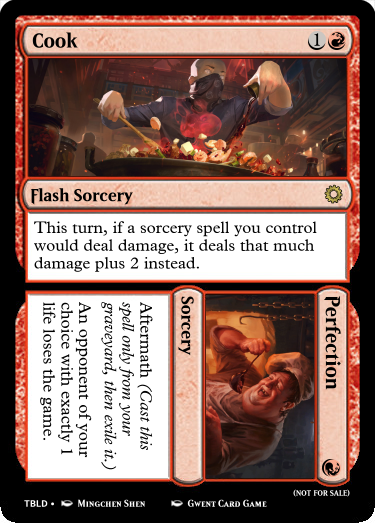 Cook
1
Flash Sorcery
This turn, if a sorcery spell you control
would deal damage, it deals that much
damage plus 2 instead.
Perfection
Sorcery
Aftermath (Cast this
spell only from your
graveyard, then exile it.)
An opponent of your
choice with exactly 1
life loses the game.
(NOT FOR SALE)
TBLD • Mingchen Shen Gwent Card Game